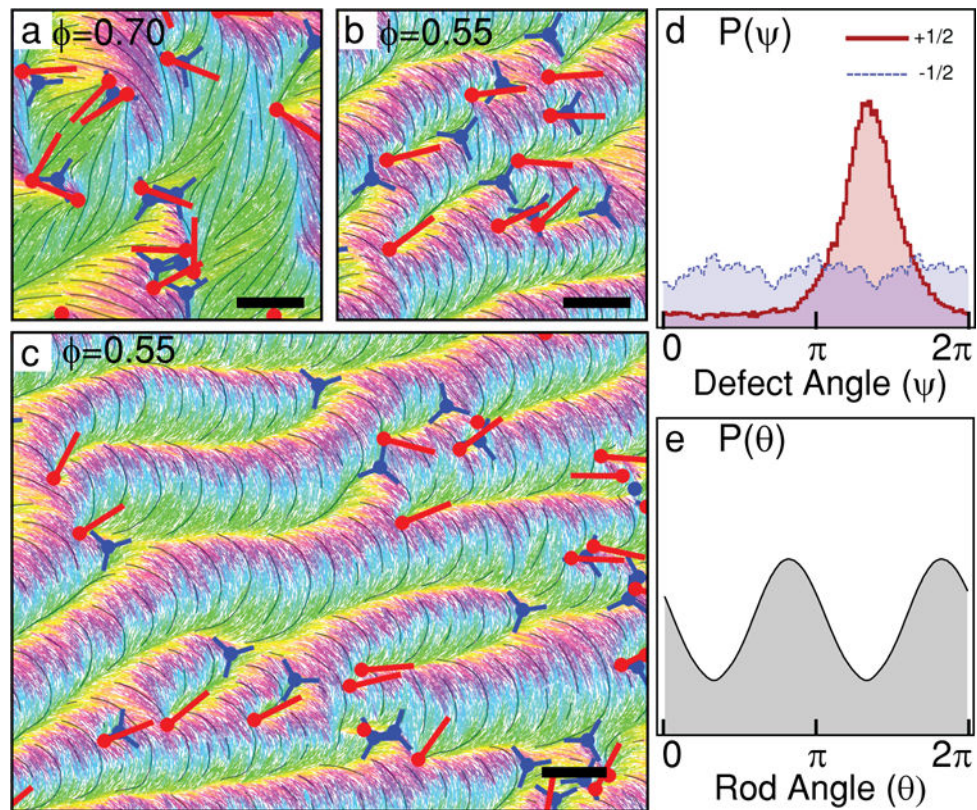 a ϕ=0.70
b ϕ=0.55
c ϕ=0.55
d P(ψ)
+1/2
-1/2
0 π 2π
Defect Angle (ψ)
e P(θ)
0 π 2π
Rod Angle (θ)